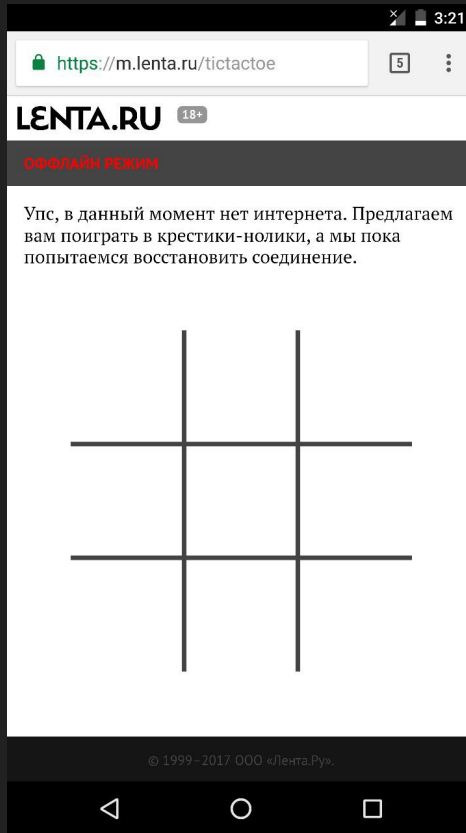 3:21
https://m.lenta.ru/tictactoe
5
LENTA.RU 18+
ОФФЛАЙН РЕЖИМ
Упс, в данный момент нет интернета. Предлагаем
вам поиграть в крестики-нолики, а мы пока
попытаемся восстановить соединение.
© 1999–2017 ООО «Лента.Ру».